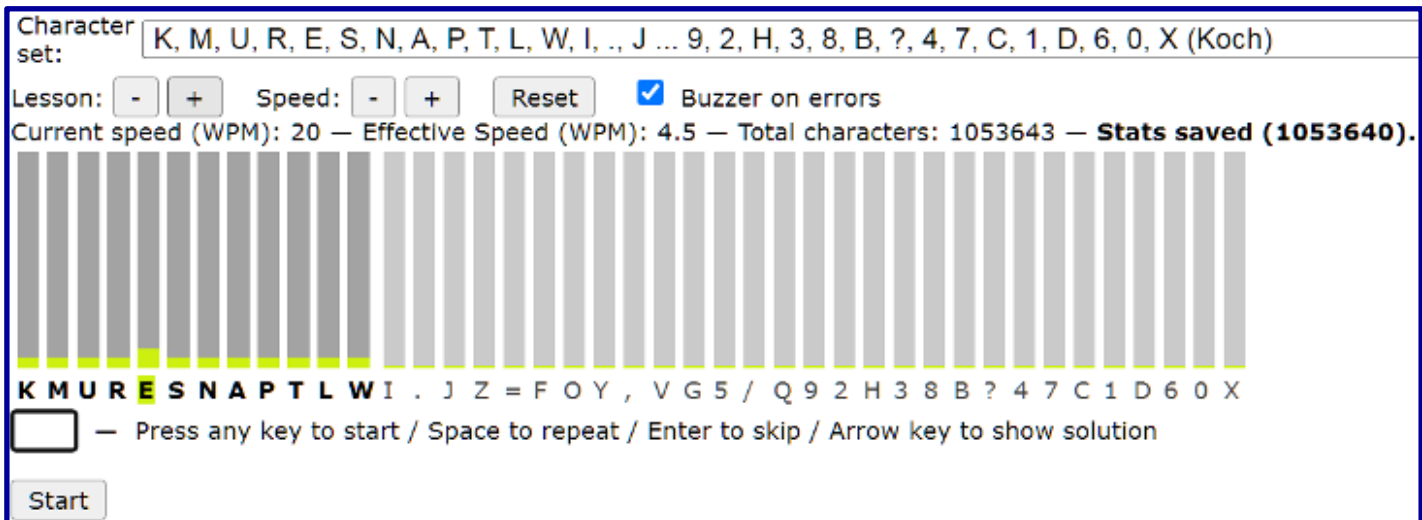 Character set: K, M, U, R, E, S, N, A, P, T, L, W, I, ., J ... 9, 2, H, 3, 8, B, ?, 4, 7, C, 1, D, 6, 0, X (Koch)
Lesson: - + Speed: - + Reset Buzzer on errors
Current speed (WPM): 20 — Effective Speed (WPM): 4.5 — Total characters: 1053643 — Stats saved (1053640).
K M U R E S N A P T L W I . J Z = F O Y , V G 5 / Q 9 2 H 3 8 B ? 4 7 C 1 D 6 0 X
— Press any key to start / Space to repeat / Enter to skip / Arrow key to show solution
Start